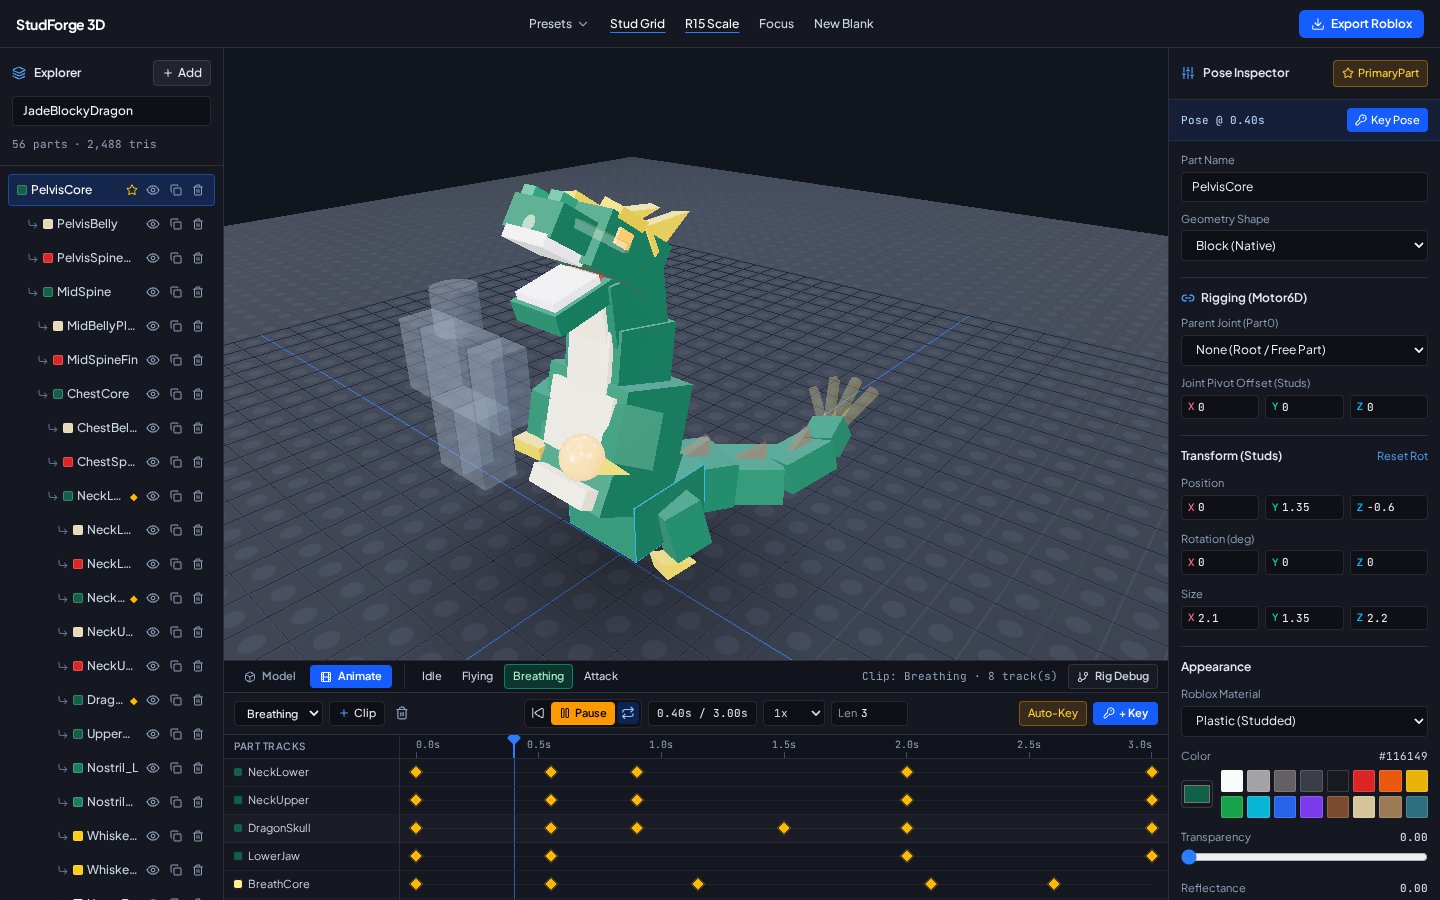 StudForge 3D
Presets
Stud Grid
R15 Scale
Focus
New Blank
Export Roblox
Explorer
+ Add
JadeBlockyDragon
56 parts · 2,488 tris
PelvisCore
PelvisBelly
PelvisSpine...
MidSpine
MidBellyPl...
MidSpineFin
ChestCore
ChestBel...
ChestSp...
NeckL...
NeckL...
NeckL...
Neck...
NeckU...
NeckU...
Drag...
Upper...
Nostril_L
Nostril...
Whiske...
Whiske...
Model
Animate
Idle
Flying
Breathing
Attack
Clip: Breathing · 8 track(s)
Rig Debug
Breathing
+ Clip
Pause
0.40s / 3.00s
1x
Len 3
Auto-Key
+ Key
PART TRACKS
0.0s
0.5s
1.0s
1.5s
2.0s
2.5s
3.0s
NeckLower
NeckUpper
DragonSkull
LowerJaw
BreathCore
Pose Inspector
PrimaryPart
Pose @ 0.40s
Key Pose
Part Name
PelvisCore
Geometry Shape
Block (Native)
Rigging (Motor6D)
Parent Joint (Part0)
None (Root / Free Part)
Joint Pivot Offset (Studs)
X 0
Y 0
Z 0
Transform (Studs)
Reset Rot
Position
X 0
Y 1.35
Z -0.6
Rotation (deg)
X 0
Y 0
Z 0
Size
X 2.1
Y 1.35
Z 2.2
Appearance
Roblox Material
Plastic (Studded)
Color
#116149
Transparency
0.00
Reflectance
0.00